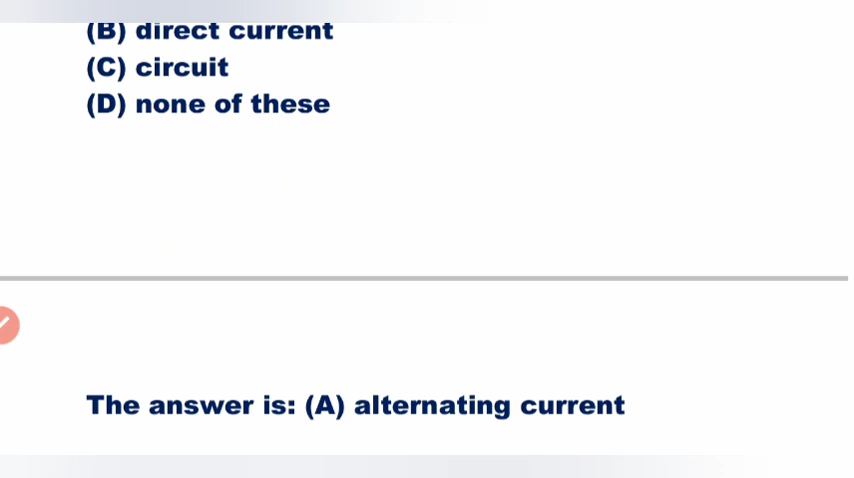 (B) direct current
(C) circuit
(D) none of these
The answer is: (A) alternating current